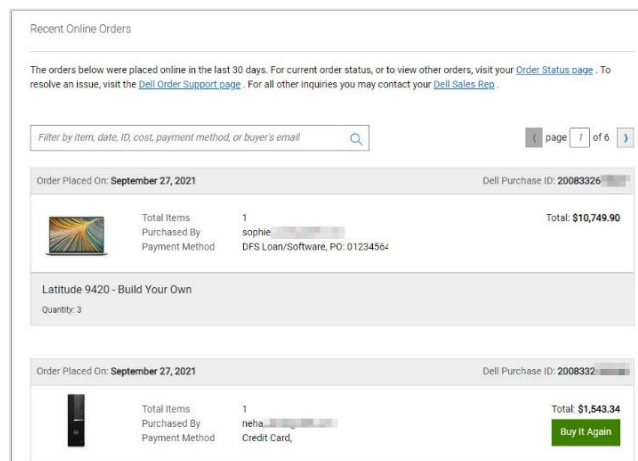 Recent Online Orders
The orders below were placed online in the last 30 days. For current order status, or to view other orders, visit your Order Status page . To
resolve an issue, visit the Dell Order Support page . For all other inquiries you may contact your Dell Sales Rep .
Filter by item, date, ID, cost, payment method, or buyer's email
page 1 of 6
Order Placed On: September 27, 2021 Dell Purchase ID: 20083326
Total Items 1 Total: $10,749.90
Purchased By sophie
Payment Method DFS Loan/Software, PO: 01234564
Latitude 9420 - Build Your Own
Quantity: 3
Order Placed On: September 27, 2021 Dell Purchase ID: 2008332
Total Items 1 Total: $1,543.34
Purchased By neha
Payment Method Credit Card,
Buy It Again